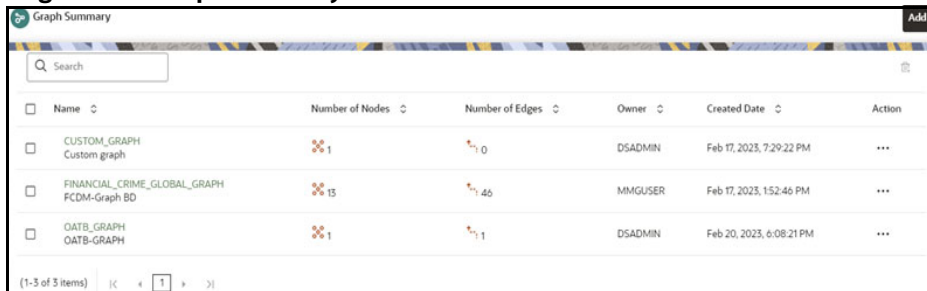 Graph Summary
Add
Search
Name Number of Nodes Number of Edges Owner Created Date Action
CUSTOM_GRAPH
Custom graph
1 0 DSADMIN Feb 17, 2023, 7:29:22 PM ...
FINANCIAL_CRIME_GLOBAL_GRAPH
FCDM-Graph BD
13 46 MMGUSER Feb 17, 2023, 1:52:46 PM ...
OATB_GRAPH
OATB-GRAPH
1 1 DSADMIN Feb 20, 2023, 6:08:21 PM ...
(1-3 of 3 items) 1